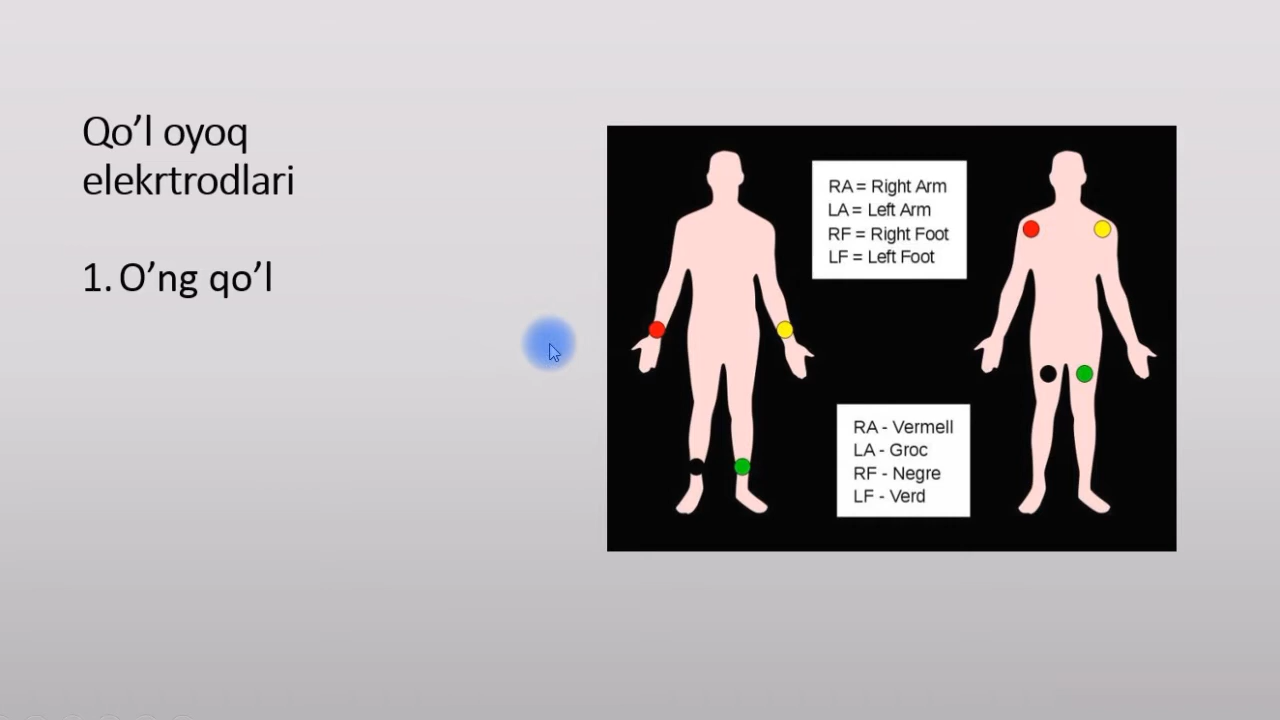 Qo’l oyoq
elekrtrodlari
1. O’ng qo’l
RA = Right Arm
LA = Left Arm
RF = Right Foot
LF = Left Foot
RA - Vermell
LA - Groc
RF - Negre
LF - Verd